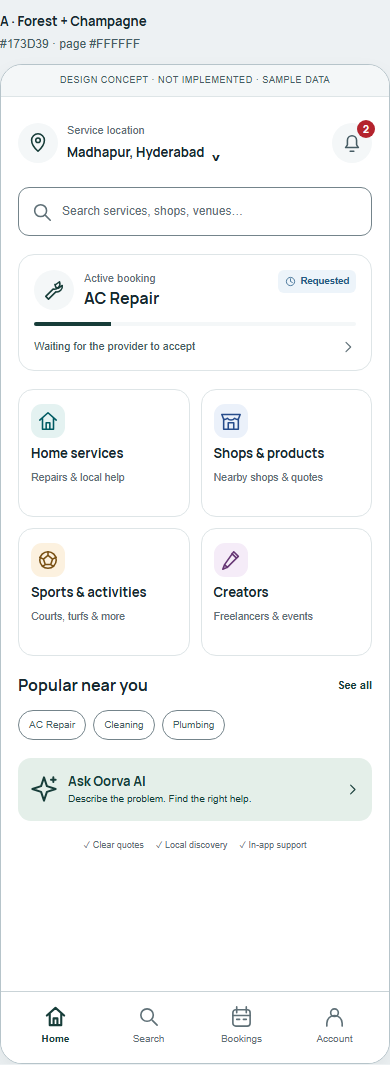 A · Forest + Champagne
#173D39 · page #FFFFFF
DESIGN CONCEPT · NOT IMPLEMENTED · SAMPLE DATA
Service location
Madhapur, Hyderabad
2
Search services, shops, venues...
Active booking
AC Repair
Requested
Waiting for the provider to accept
Home services
Repairs & local help
Shops & products
Nearby shops & quotes
Sports & activities
Courts, turfs & more
Creators
Freelancers & events
Popular near you
See all
AC Repair
Cleaning
Plumbing
Ask Oorva AI
Describe the problem. Find the right help.
✓ Clear quotes ✓ Local discovery ✓ In-app support
Home
Search
Bookings
Account